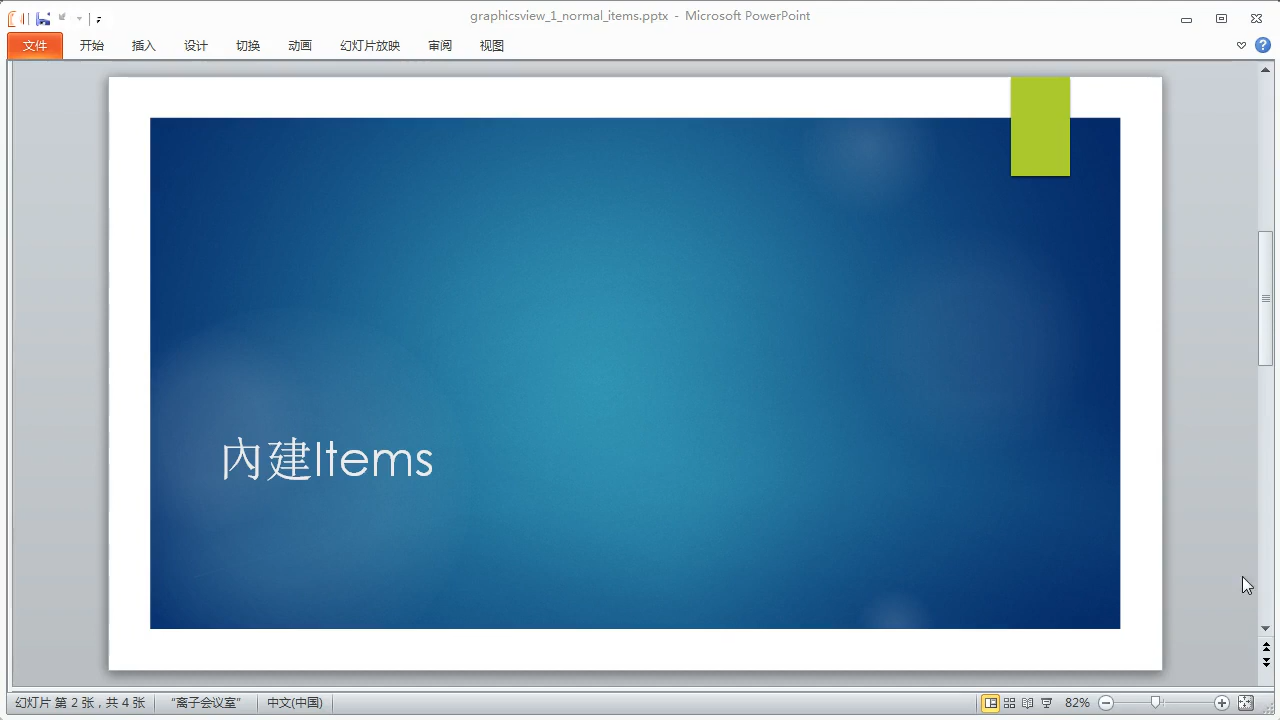 graphicsview_1_normal_items.pptx - Microsoft PowerPoint
文件 开始 插入 设计 切换 动画 幻灯片放映 审阅 视图
內建Items
幻灯片 第 2 张，共 4 张 “离子会议室” 中文(中国) 82%